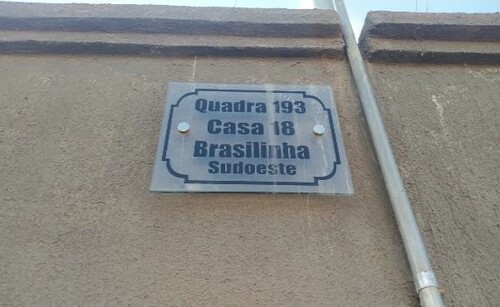 Quadra 193
Casa 18
Brasilinha
Sudoeste